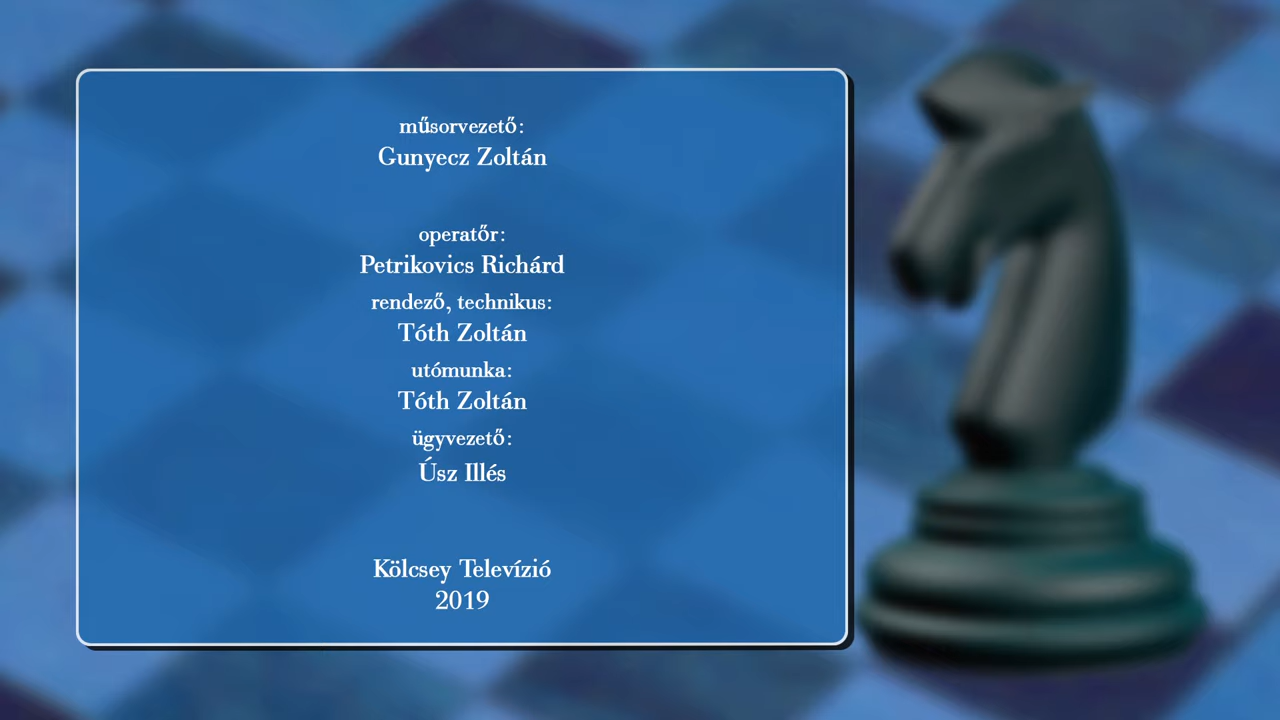 műsorvezető:
Gunyecz Zoltán
operatőr:
Petrikovics Richárd
rendező, technikus:
Tóth Zoltán
utómunka:
Tóth Zoltán
ügyvezető:
Úsz Illés
Kölcsey Televízió
2019